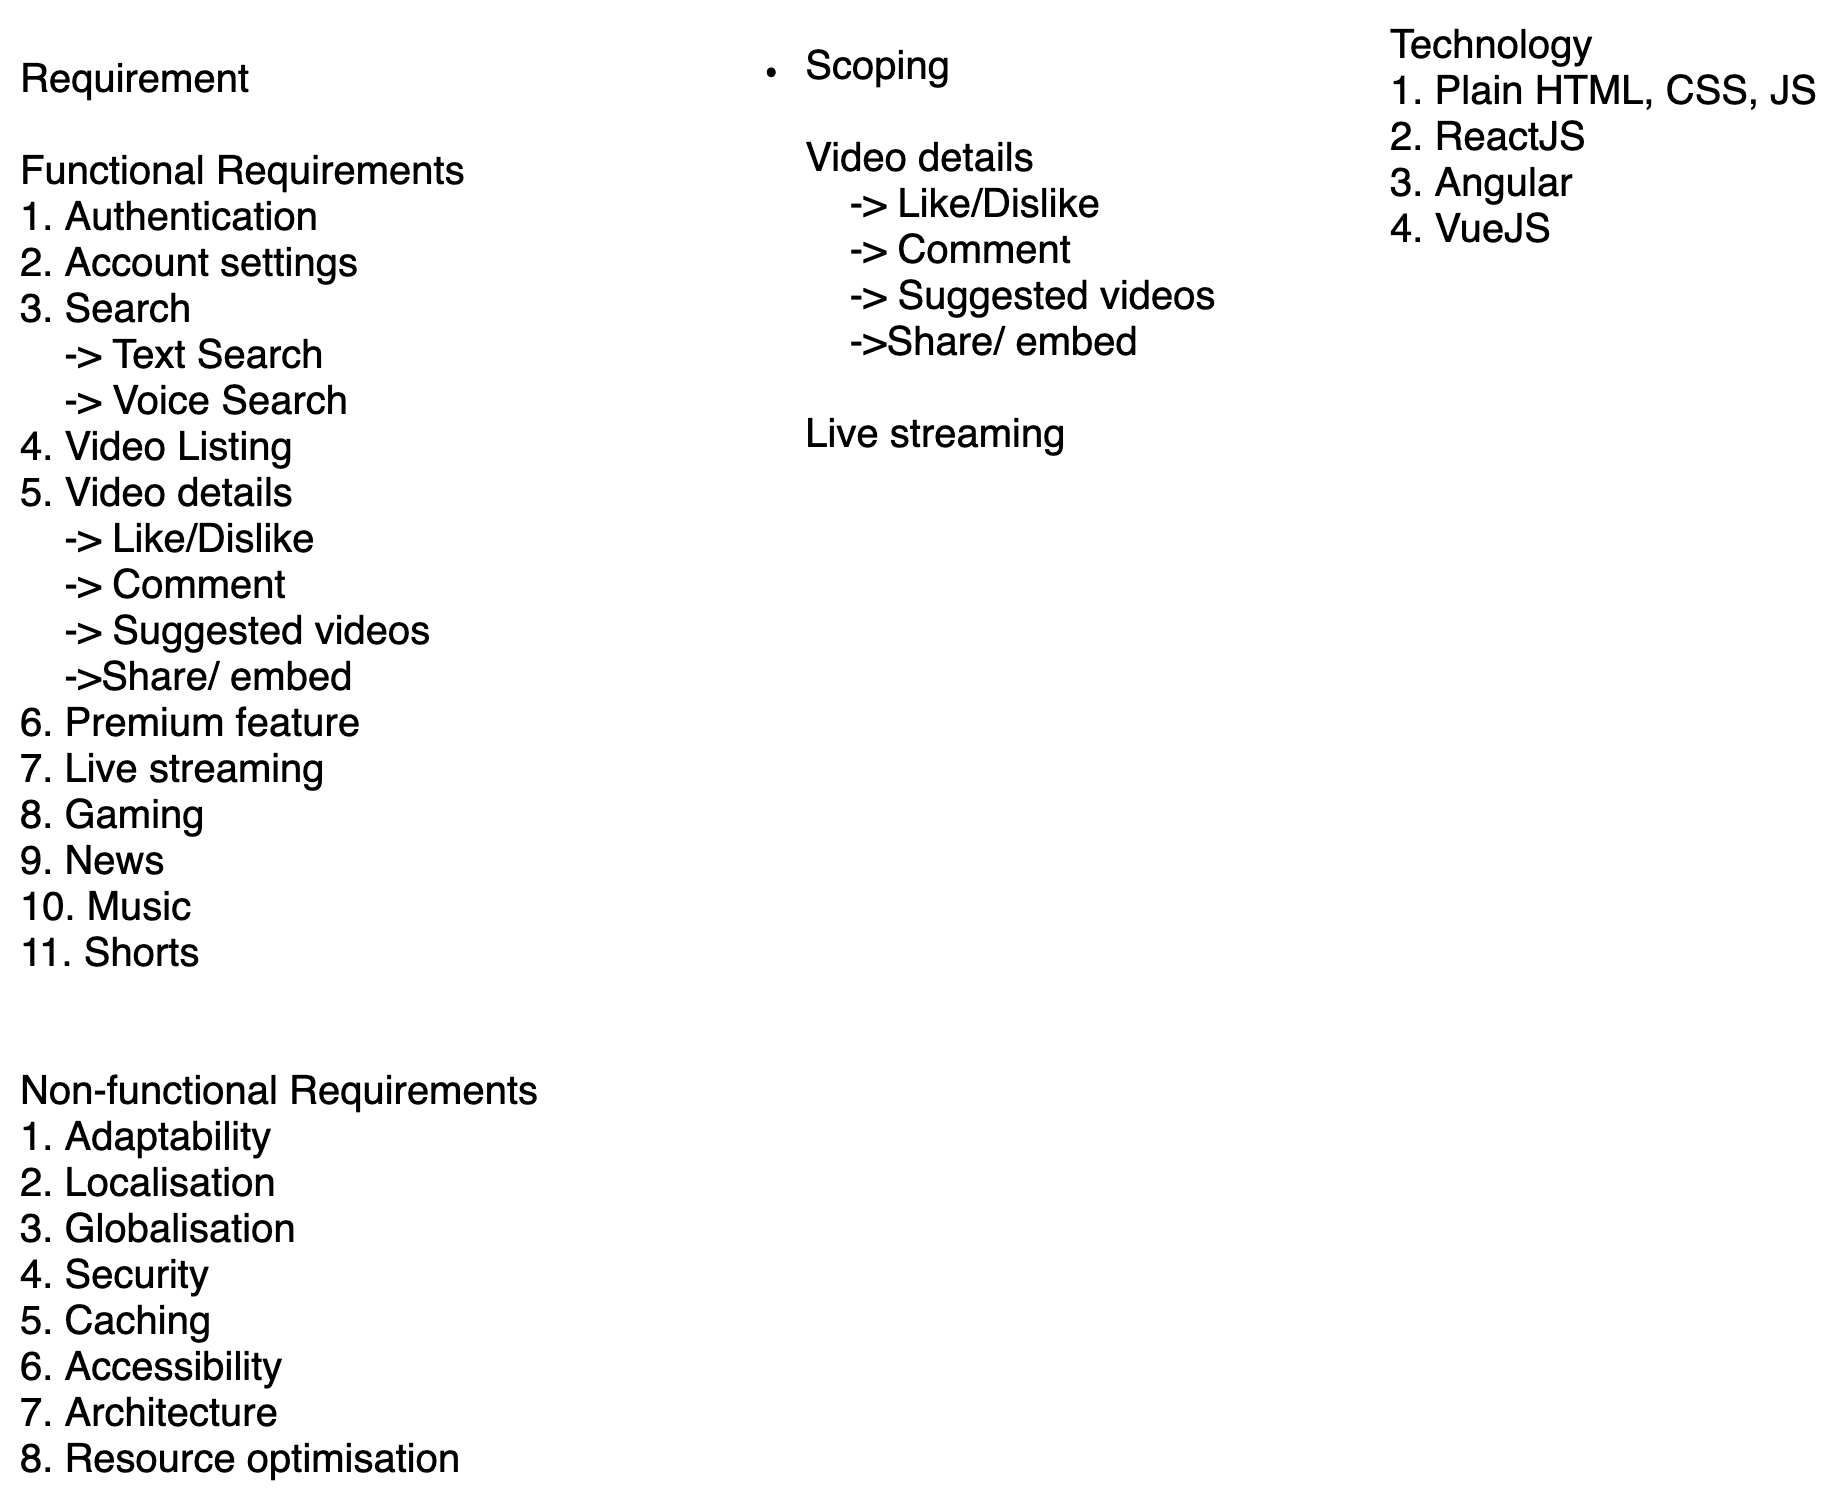 Requirement
Functional Requirements
1. Authentication
2. Account settings
3. Search
-> Text Search
-> Voice Search
4. Video Listing
5. Video details
-> Like/Dislike
-> Comment
-> Suggested videos
->Share/ embed
6. Premium feature
7. Live streaming
8. Gaming
9. News
10. Music
11. Shorts
Non-functional Requirements
1. Adaptability
2. Localisation
3. Globalisation
4. Security
5. Caching
6. Accessibility
7. Architecture
8. Resource optimisation
• Scoping
Video details
-> Like/Dislike
-> Comment
-> Suggested videos
->Share/ embed
Live streaming
Technology
1. Plain HTML, CSS, JS
2. ReactJS
3. Angular
4. VueJS